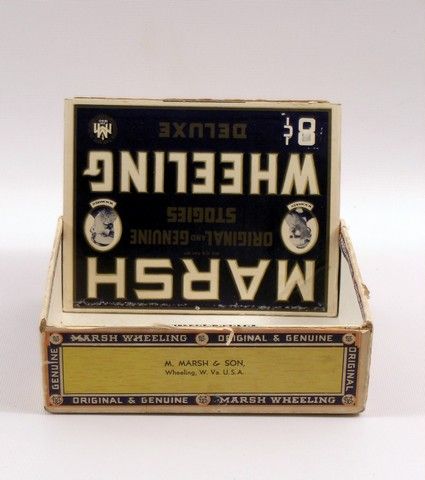 MARSH
ORIGINAL AND GENUINE
STOGIES
WHEELING
DELUXE
8
MARSH WHEELING ORIGINAL & GENUINE
GENUINE
M. MARSH & SON,
Wheeling, W. Va. U.S.A.
ORIGINAL
ORIGINAL & GENUINE MARSH WHEELING